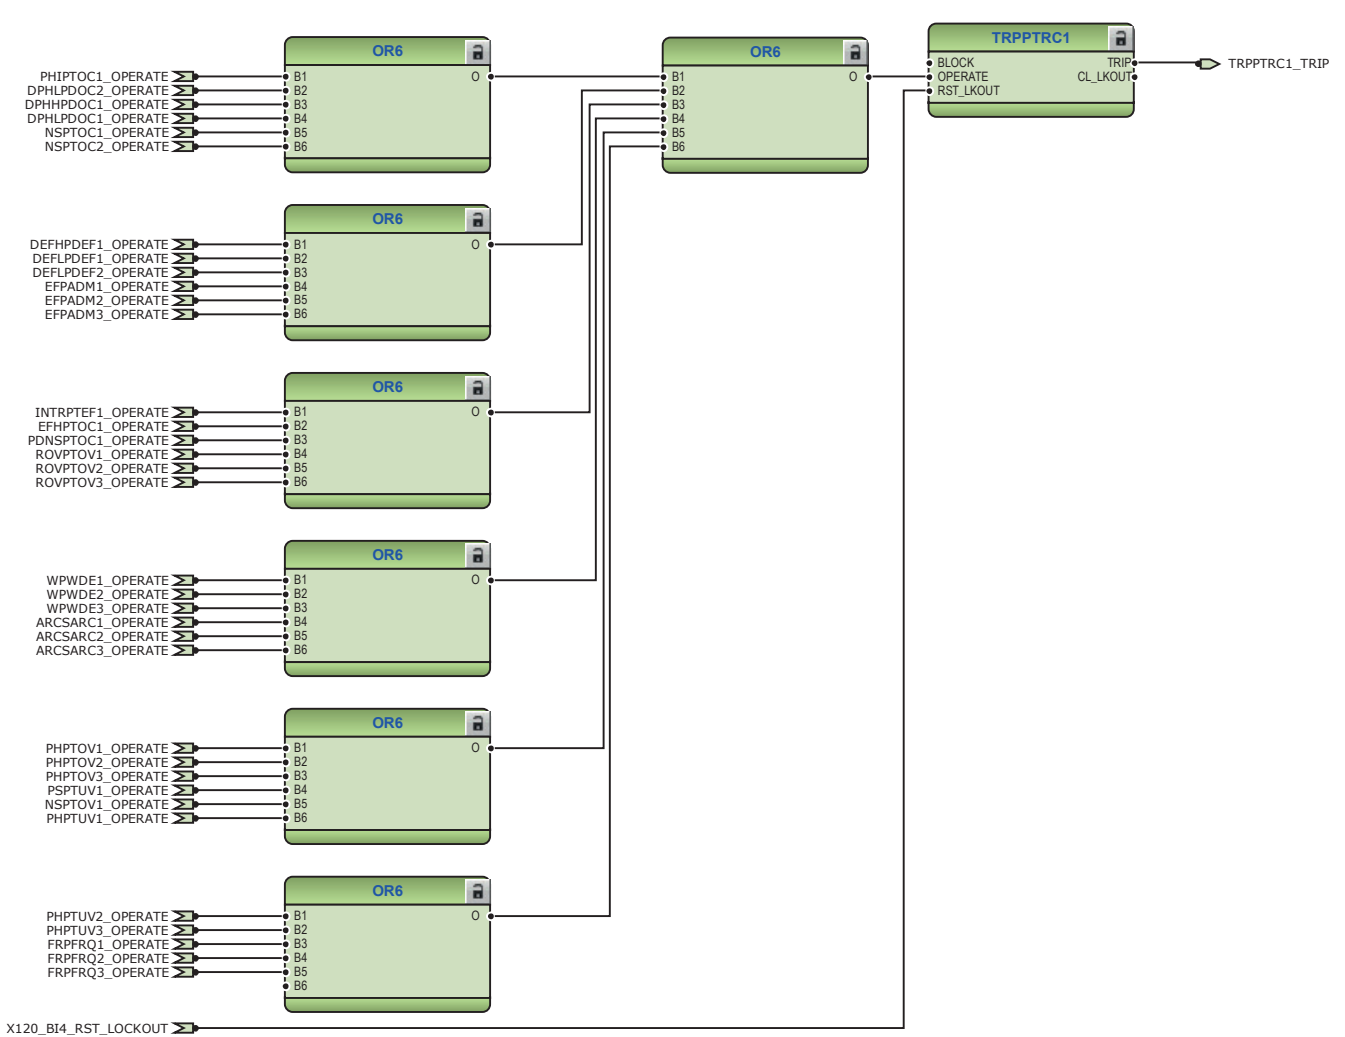 OR6
PHIPTOC1_OPERATE B1 O
DPHLPDOC2_OPERATE B2
DPHHPDOC1_OPERATE B3
DPHLPDOC1_OPERATE B4
NSPTOC1_OPERATE B5
NSPTOC2_OPERATE B6
OR6
B1 O
B2
B3
B4
B5
B6
TRPPTRC1
BLOCK TRIP TRPPTRC1_TRIP
OPERATE CL_LKOUT
RST_LKOUT
OR6
DEFHPDEF1_OPERATE B1 O
DEFLPDEF1_OPERATE B2
DEFLPDEF2_OPERATE B3
EFPADM1_OPERATE B4
EFPADM2_OPERATE B5
EFPADM3_OPERATE B6
OR6
INTRPTEF1_OPERATE B1 O
EFHPTOC1_OPERATE B2
PDNSPTOC1_OPERATE B3
ROVPTOV1_OPERATE B4
ROVPTOV2_OPERATE B5
ROVPTOV3_OPERATE B6
OR6
WPWDE1_OPERATE B1 O
WPWDE2_OPERATE B2
WPWDE3_OPERATE B3
ARCSARC1_OPERATE B4
ARCSARC2_OPERATE B5
ARCSARC3_OPERATE B6
OR6
PHPTOV1_OPERATE B1 O
PHPTOV2_OPERATE B2
PHPTOV3_OPERATE B3
PSPTUV1_OPERATE B4
NSPTOV1_OPERATE B5
PHPTUV1_OPERATE B6
OR6
PHPTUV2_OPERATE B1 O
PHPTUV3_OPERATE B2
FRPFRQ1_OPERATE B3
FRPFRQ2_OPERATE B4
FRPFRQ3_OPERATE B5
B6
X120_BI4_RST_LOCKOUT